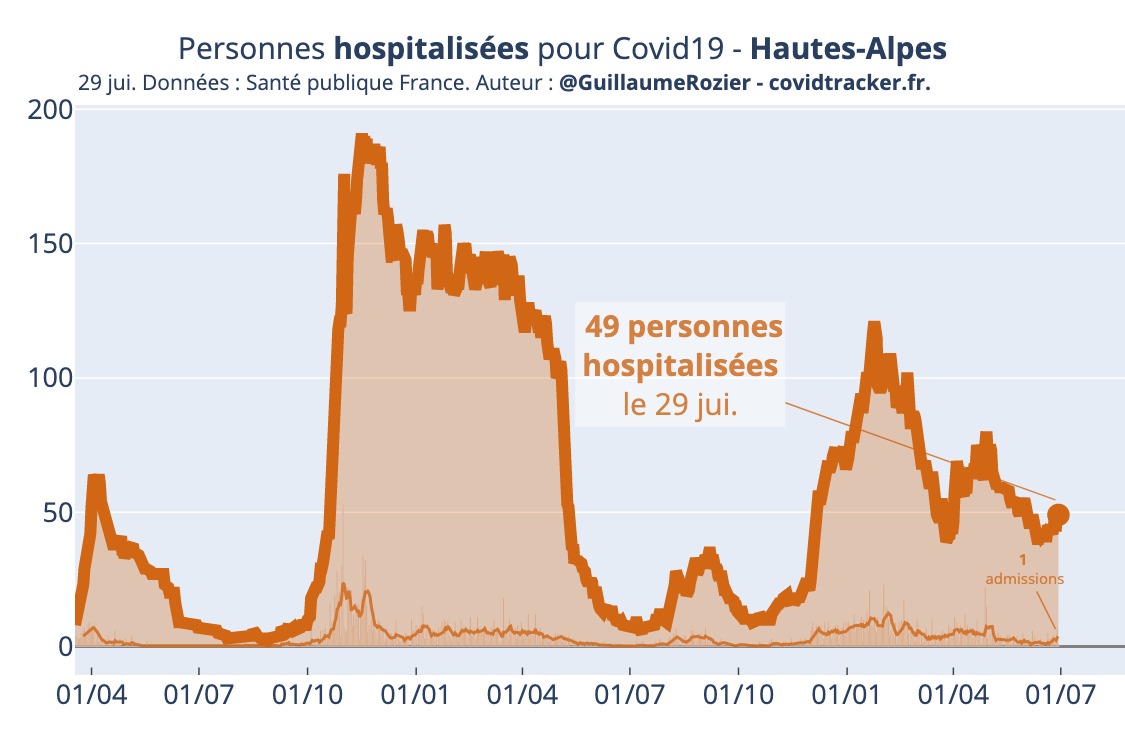 Personnes hospitalisées pour Covid19 - Hautes-Alpes
29 jui. Données : Santé publique France. Auteur : @GuillaumeRozier - covidtracker.fr.
200
150
100
50
0
49 personnes
hospitalisées
le 29 jui.
1
admissions
01/04 01/07 01/10 01/01 01/04 01/07 01/10 01/01 01/04 01/07